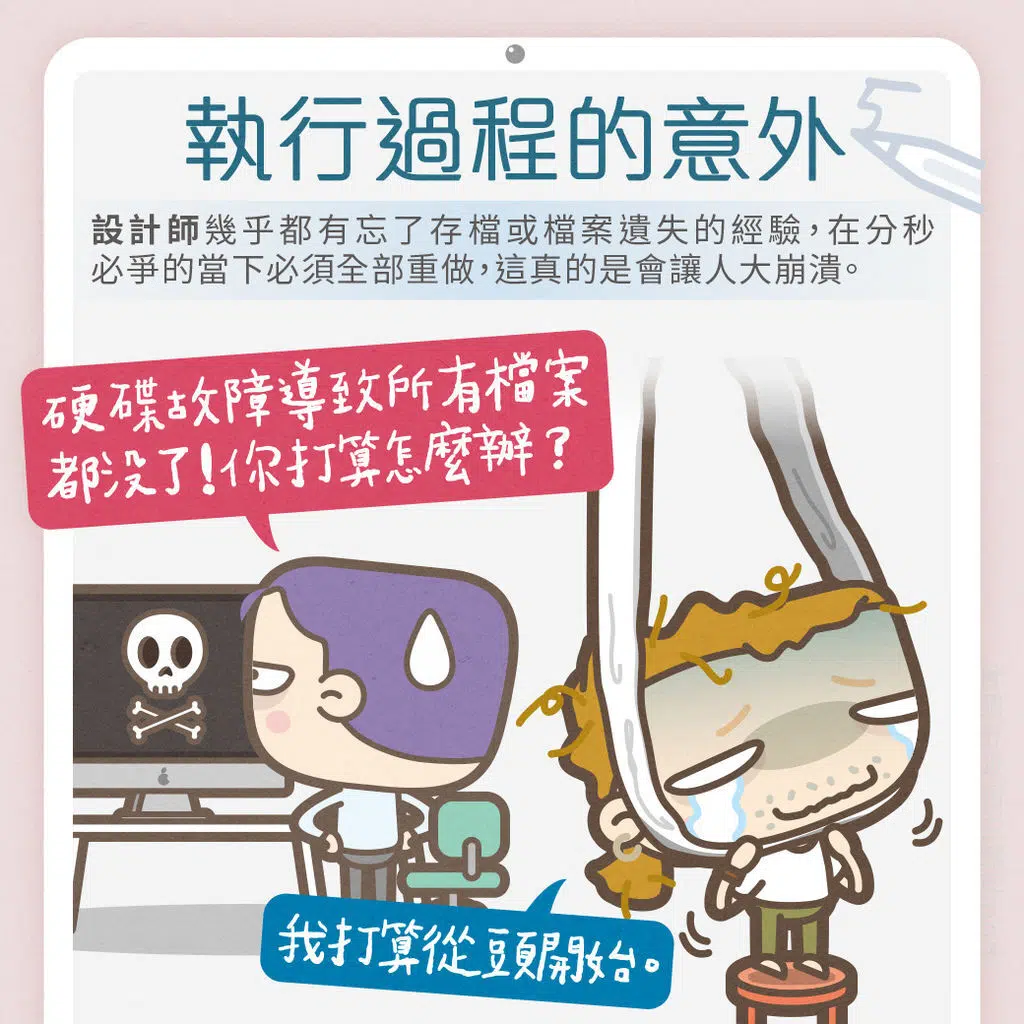 執行過程的意外
設計師幾乎都有忘了存檔或檔案遺失的經驗，在分秒
必爭的當下必須全部重做，這真的是會讓人大崩潰。
硬碟故障導致所有檔案
都沒了！你打算怎麼辦？
我打算從頭開始。